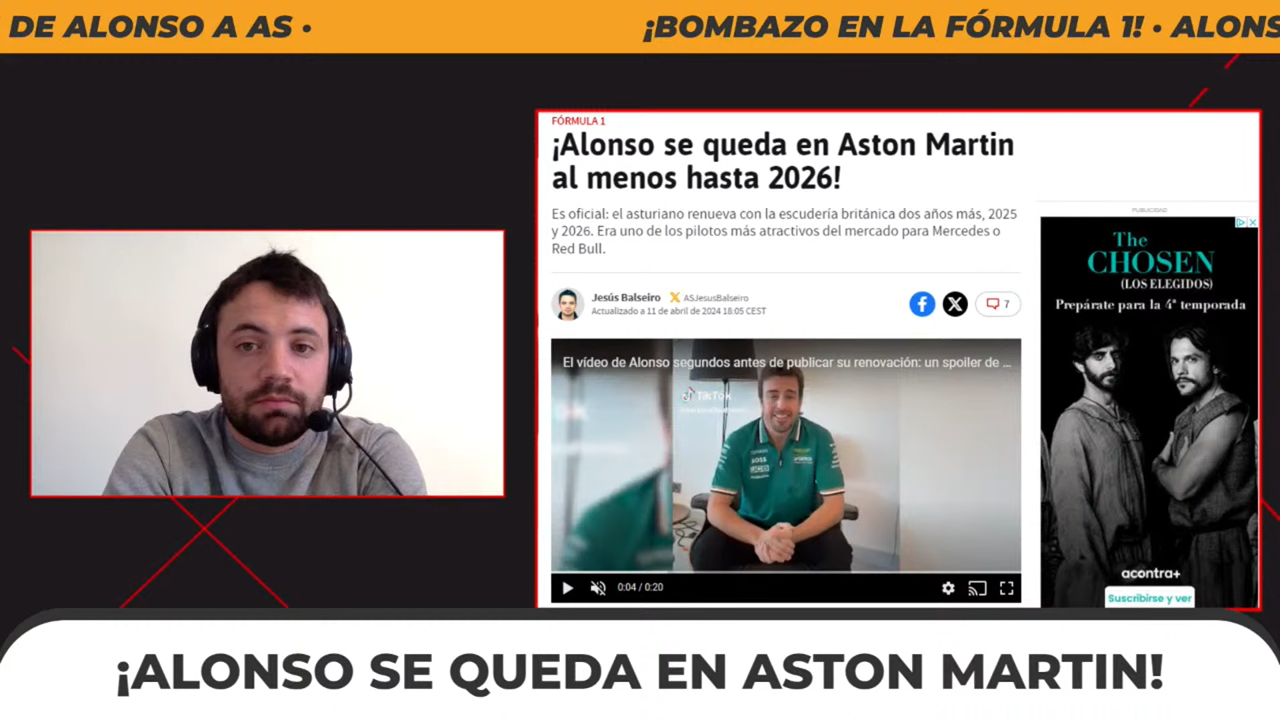 DE ALONSO A AS •
¡BOMBAZO EN LA FÓRMULA 1! • ALONS
FÓRMULA 1
¡Alonso se queda en Aston Martin
al menos hasta 2026!
Es oficial: el asturiano renueva con la escudería británica dos años más, 2025
y 2026. Era uno de los pilotos más atractivos del mercado para Mercedes o
Red Bull.
Jesús Balseiro
ASJesusBalseiro
Actualizado a 11 de abril de 2024 18:05 CEST
7
El vídeo de Alonso segundos antes de publicar su renovación: un spoiler de ...
TikTok
BOSS
0:04 / 0:20
PUBLICIDAD
The
CHOSEN
(LOS ELEGIDOS)
Prepárate para la 4ª temporada
acontra+
Suscribirse y ver
¡ALONSO SE QUEDA EN ASTON MARTIN!